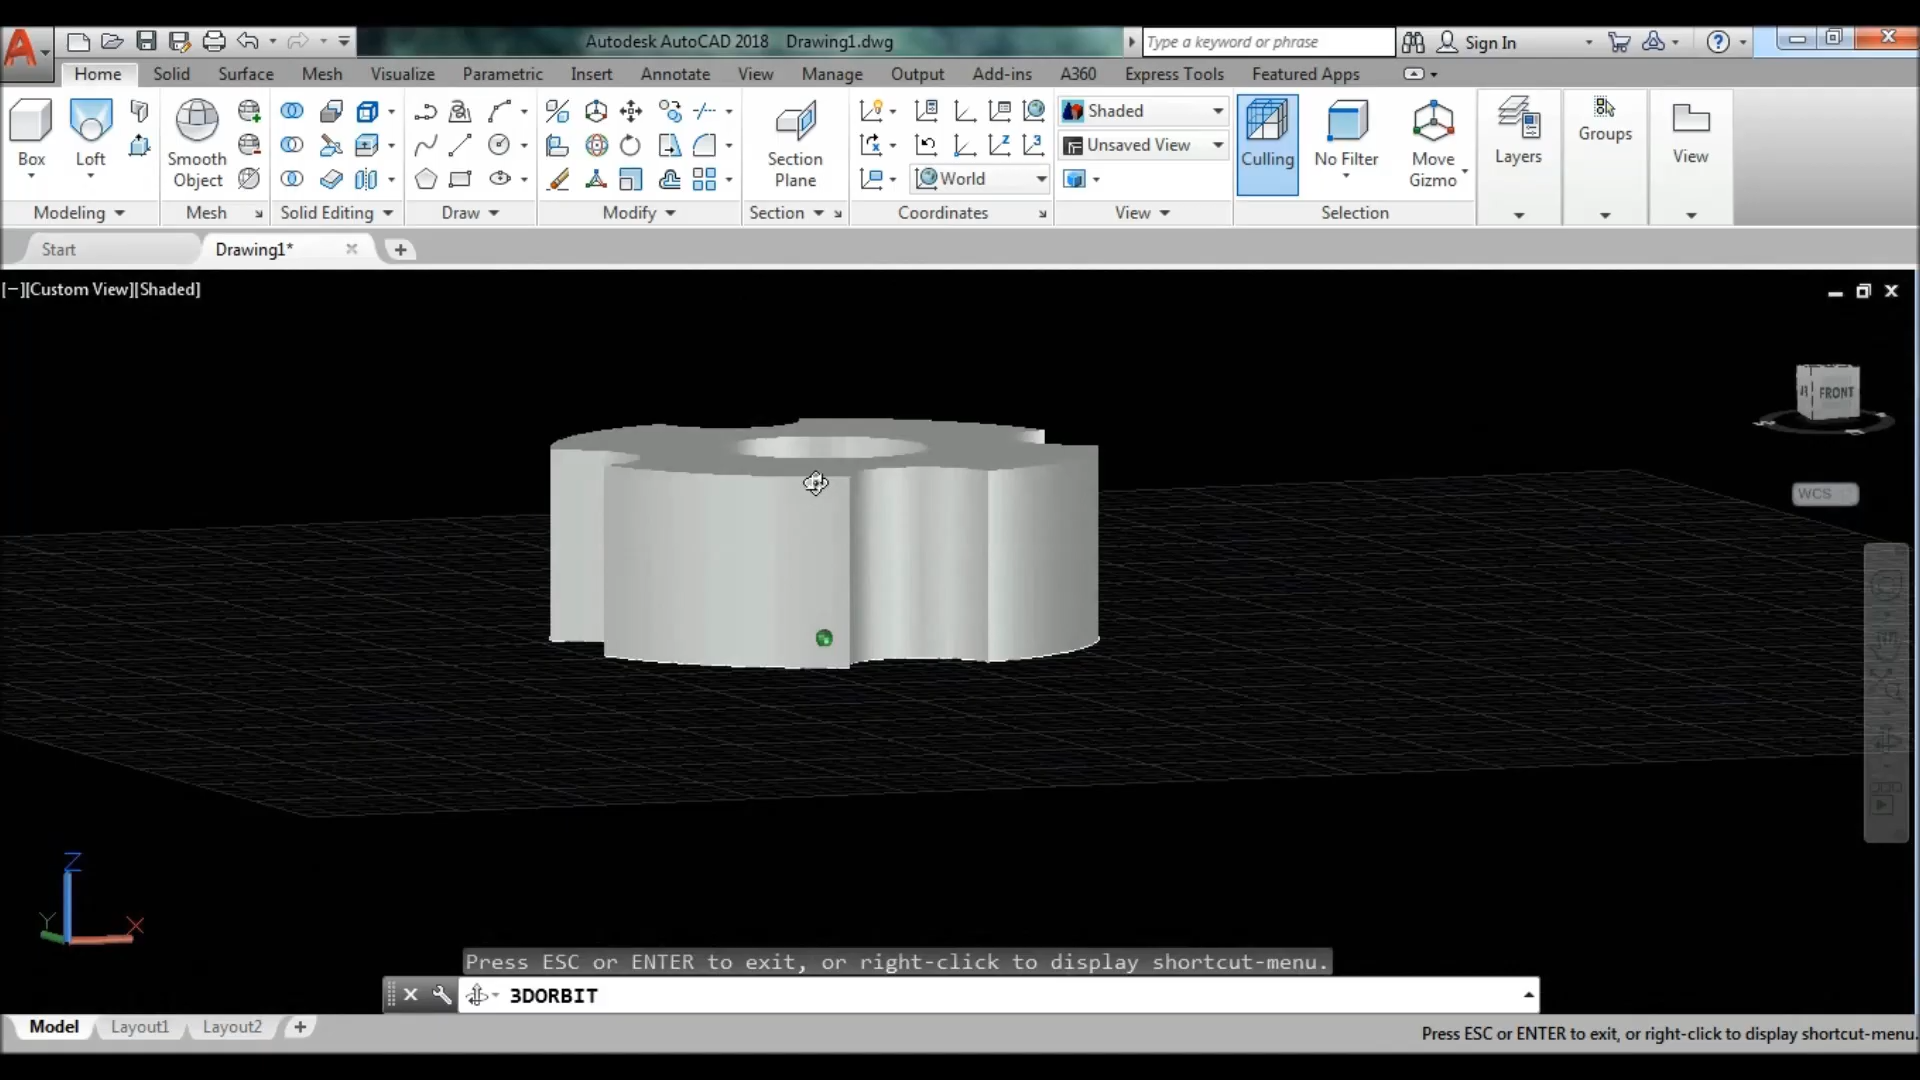 Autodesk AutoCAD 2018 Drawing1.dwg
Type a keyword or phrase
Sign In
Home Solid Surface Mesh Visualize Parametric Insert Annotate View Manage Output Add-ins A360 Express Tools Featured Apps
Box
Loft
Smooth Object
Section Plane
World
Shaded
Unsaved View
Culling
No Filter
Move Gizmo
Layers
Groups
View
Modeling Mesh Solid Editing Draw Modify Section Coordinates View Selection
Start Drawing1*
[−][Custom View][Shaded]
FRONT
WCS
Z
Y X
Press ESC or ENTER to exit, or right-click to display shortcut-menu.
3DORBIT
Model Layout1 Layout2
Press ESC or ENTER to exit, or right-click to display shortcut-menu.